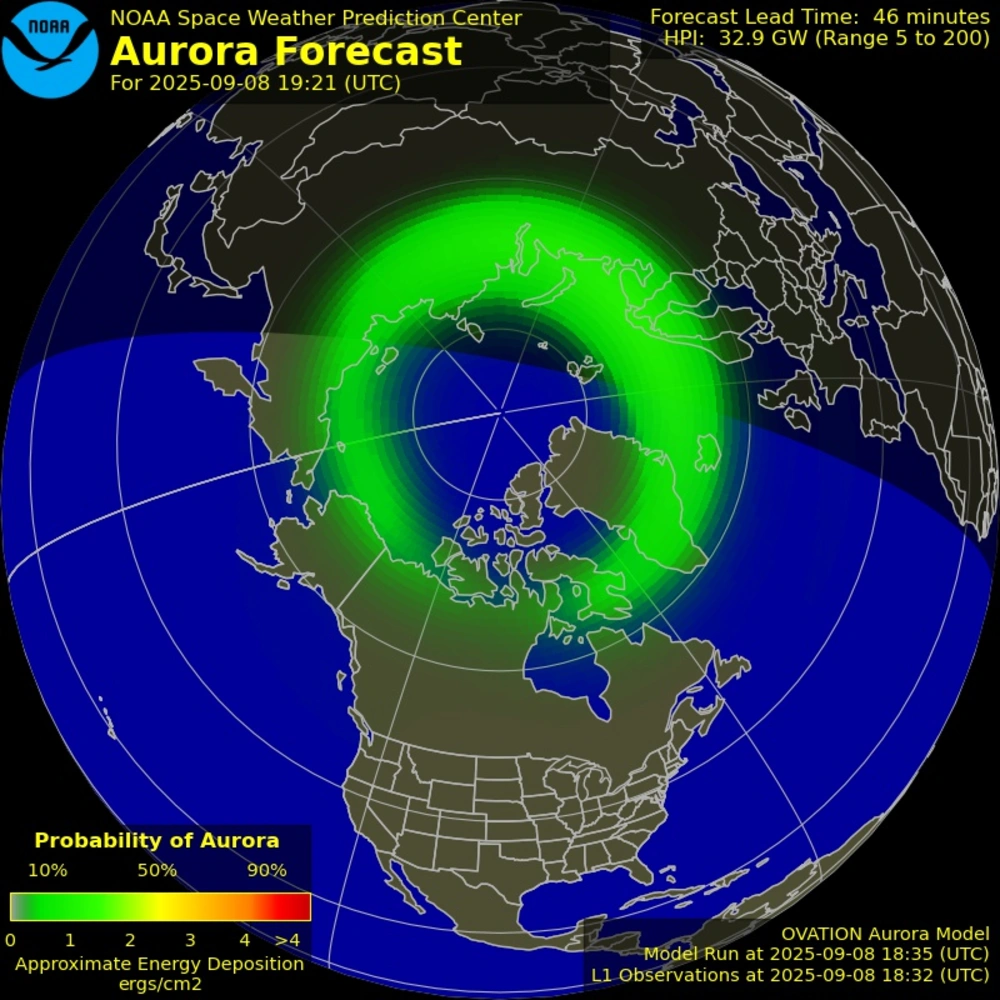 NOAA
NOAA Space Weather Prediction Center
Aurora Forecast
For 2025-09-08 19:21 (UTC)
Forecast Lead Time: 46 minutes
HPI: 32.9 GW (Range 5 to 200)
Probability of Aurora
10% 50% 90%
0 1 2 3 4 >4
Approximate Energy Deposition
ergs/cm2
OVATION Aurora Model
Model Run at 2025-09-08 18:35 (UTC)
L1 Observations at 2025-09-08 18:32 (UTC)